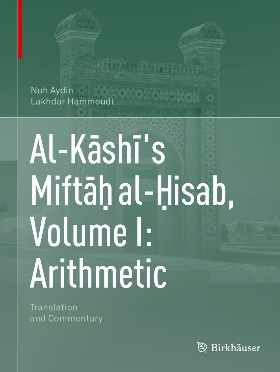 Nuh Aydin
Lakhdar Hammoudi
Al-Kāshī's
Miftāḥ al-Ḥisab,
Volume I:
Arithmetic
Translation
and Commentary
Birkhäuser